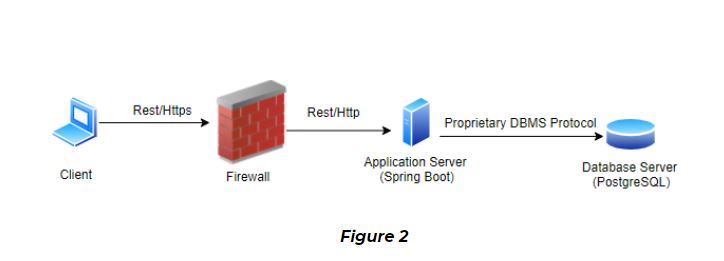 Rest/Https
Rest/Http
Proprietary DBMS Protocol
Client
Firewall
Application Server
(Spring Boot)
Database Server
(PostgreSQL)
Figure 2